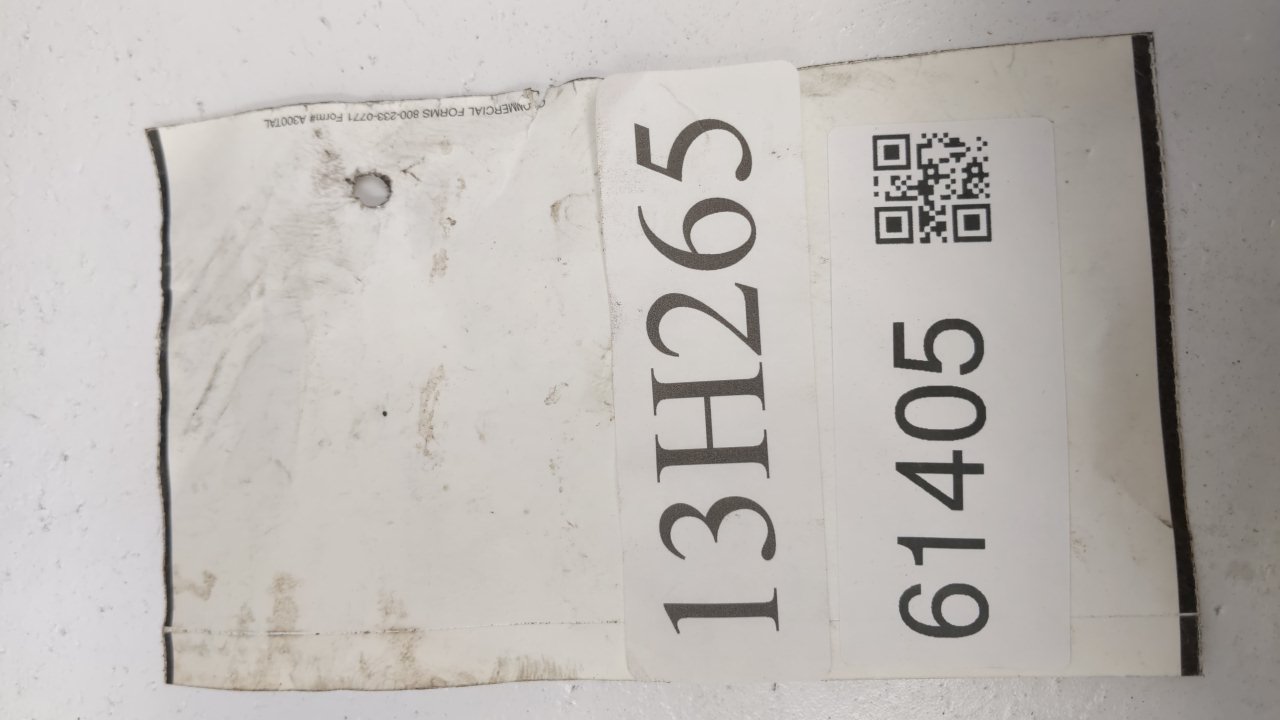 COMMERCIAL FORMS 800-233-0771 Form# A300TAL
13H265
61405